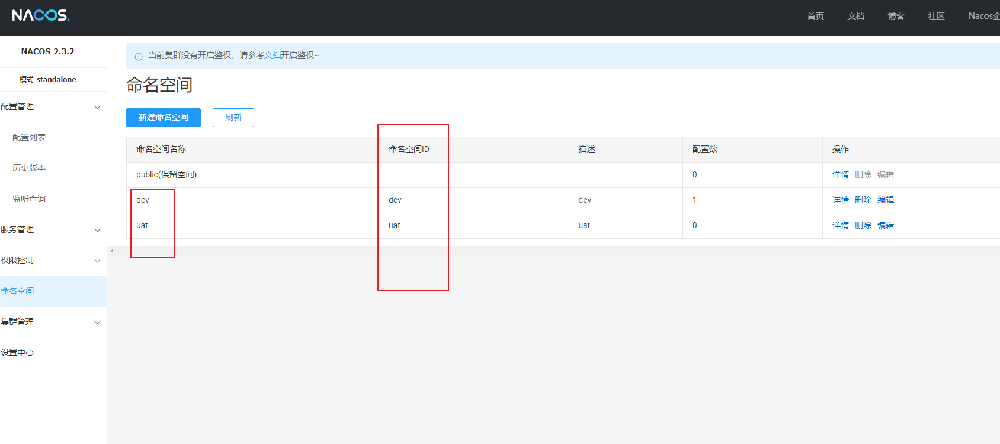 NACOS.
首页 文档 博客 社区 Nacos企
NACOS 2.3.2
模式 standalone
配置管理
配置列表
历史版本
监听查询
服务管理
权限控制
命名空间
集群管理
设置中心
当前集群没有开启鉴权，请参考文档开启鉴权~
命名空间
新建命名空间 刷新
命名空间名称 命名空间ID 描述 配置数 操作
public(保留空间) 0 详情 删除 编辑
dev dev dev 1 详情 删除 编辑
uat uat uat 0 详情 删除 编辑